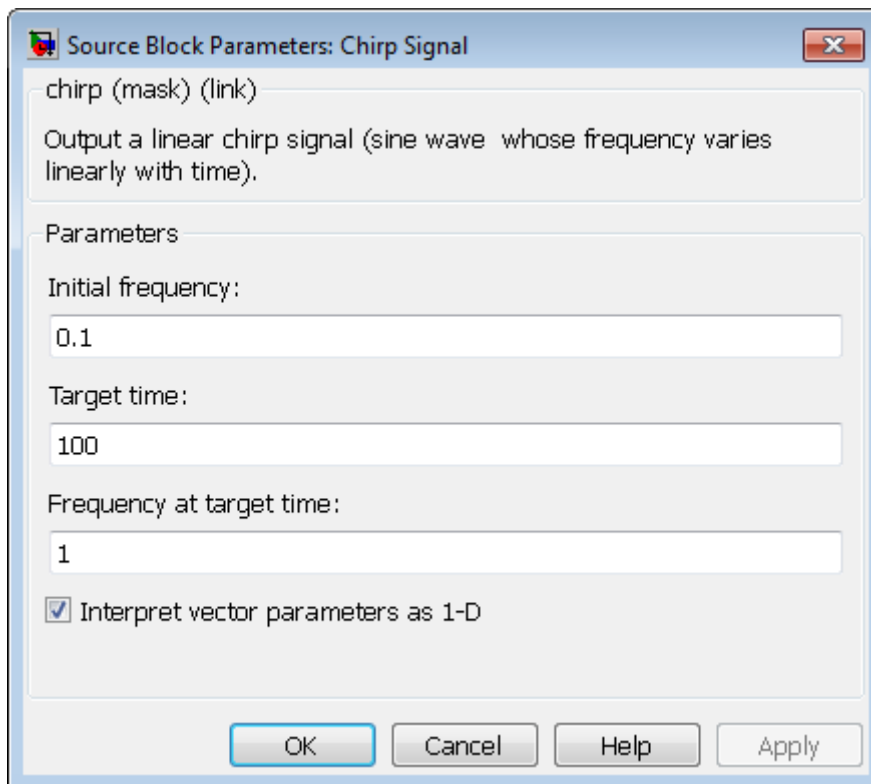 Source Block Parameters: Chirp Signal
chirp (mask) (link)
Output a linear chirp signal (sine wave  whose frequency varies
linearly with time).
Parameters
Initial frequency:
0.1
Target time:
100
Frequency at target time:
1
Interpret vector parameters as 1-D
OK Cancel Help Apply